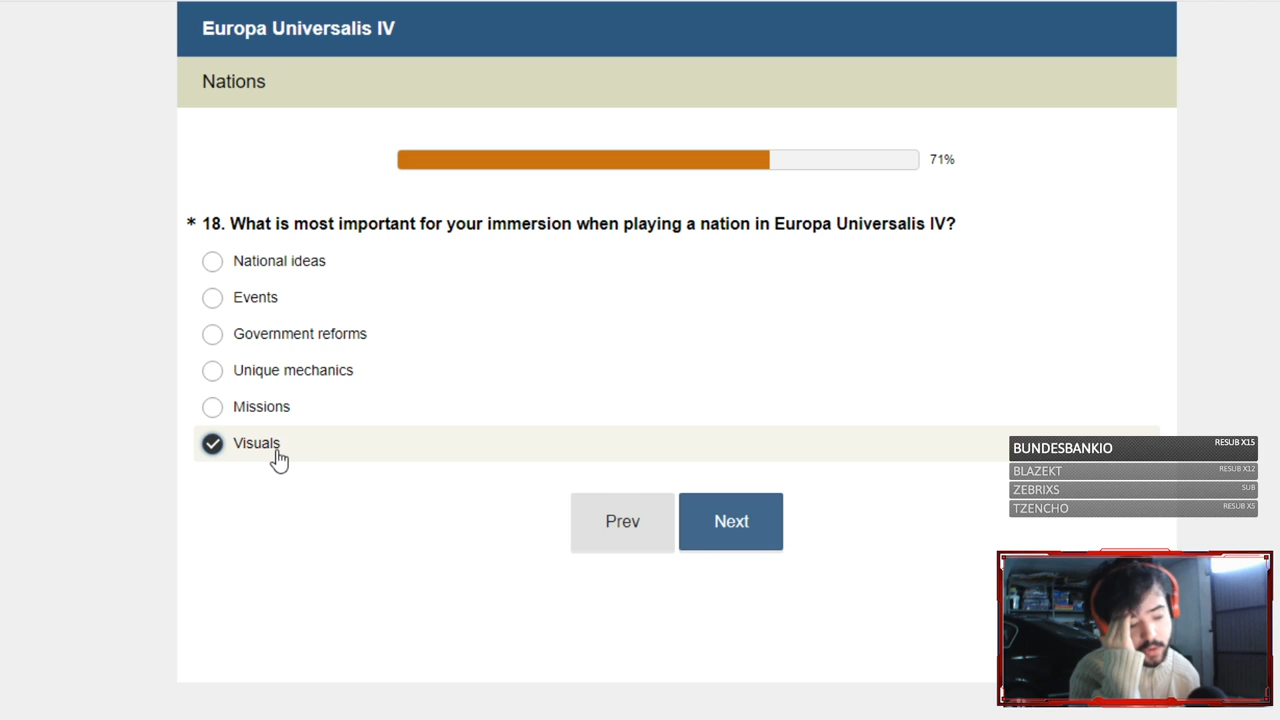 Europa Universalis IV
Nations
71%
* 18. What is most important for your immersion when playing a nation in Europa Universalis IV?
National ideas
Events
Government reforms
Unique mechanics
Missions
Visuals
Prev Next
BUNDESBANKIO RESUB X15
BLAZEKT RESUB X12
ZEBRIXS SUB
TZENCHO RESUB X5